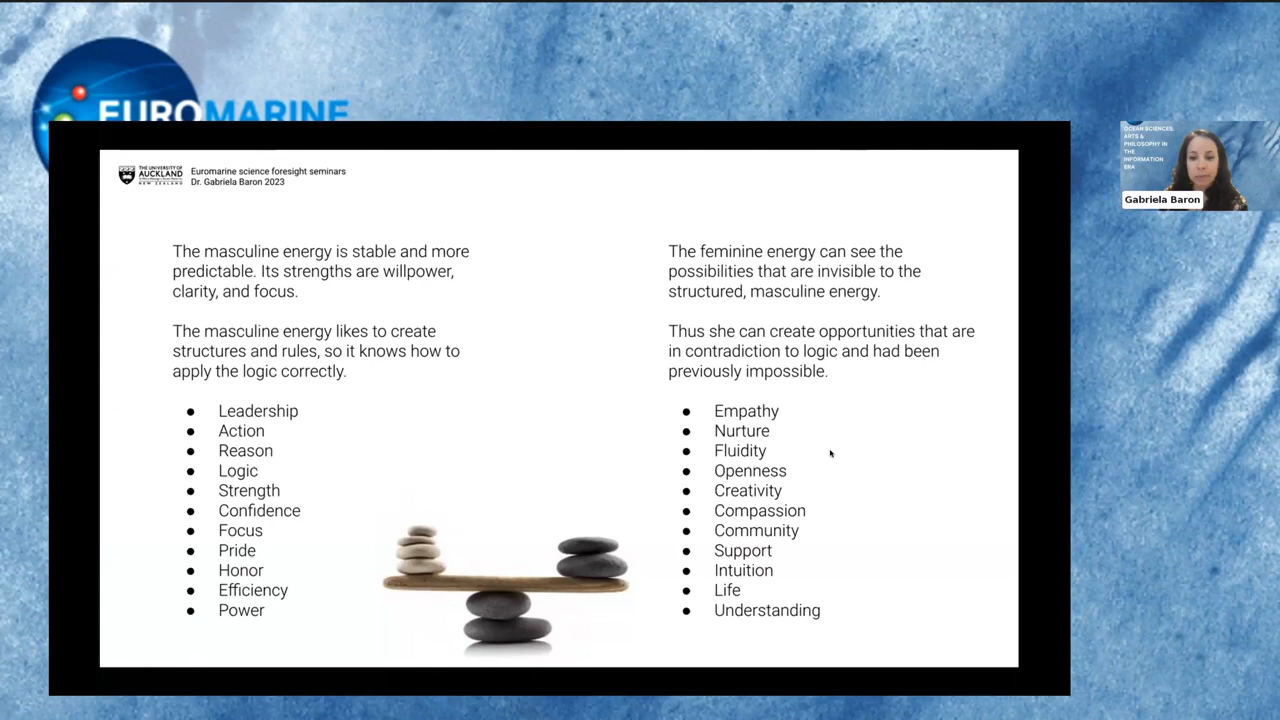 EUROMARINE
THE UNIVERSITY OF
AUCKLAND
NEW ZEALAND
Euromarine science foresight seminars
Dr. Gabriela Baron 2023
The masculine energy is stable and more
predictable. Its strengths are willpower,
clarity, and focus.
The masculine energy likes to create
structures and rules, so it knows how to
apply the logic correctly.
● Leadership
● Action
● Reason
● Logic
● Strength
● Confidence
● Focus
● Pride
● Honor
● Efficiency
● Power
The feminine energy can see the
possibilities that are invisible to the
structured, masculine energy.
Thus she can create opportunities that are
in contradiction to logic and had been
previously impossible.
● Empathy
● Nurture
● Fluidity
● Openness
● Creativity
● Compassion
● Community
● Support
● Intuition
● Life
● Understanding
OCEAN SCIENCES,
ARTS &
PHILOSOPHY IN
THE
INFORMATION
ERA
Gabriela Baron